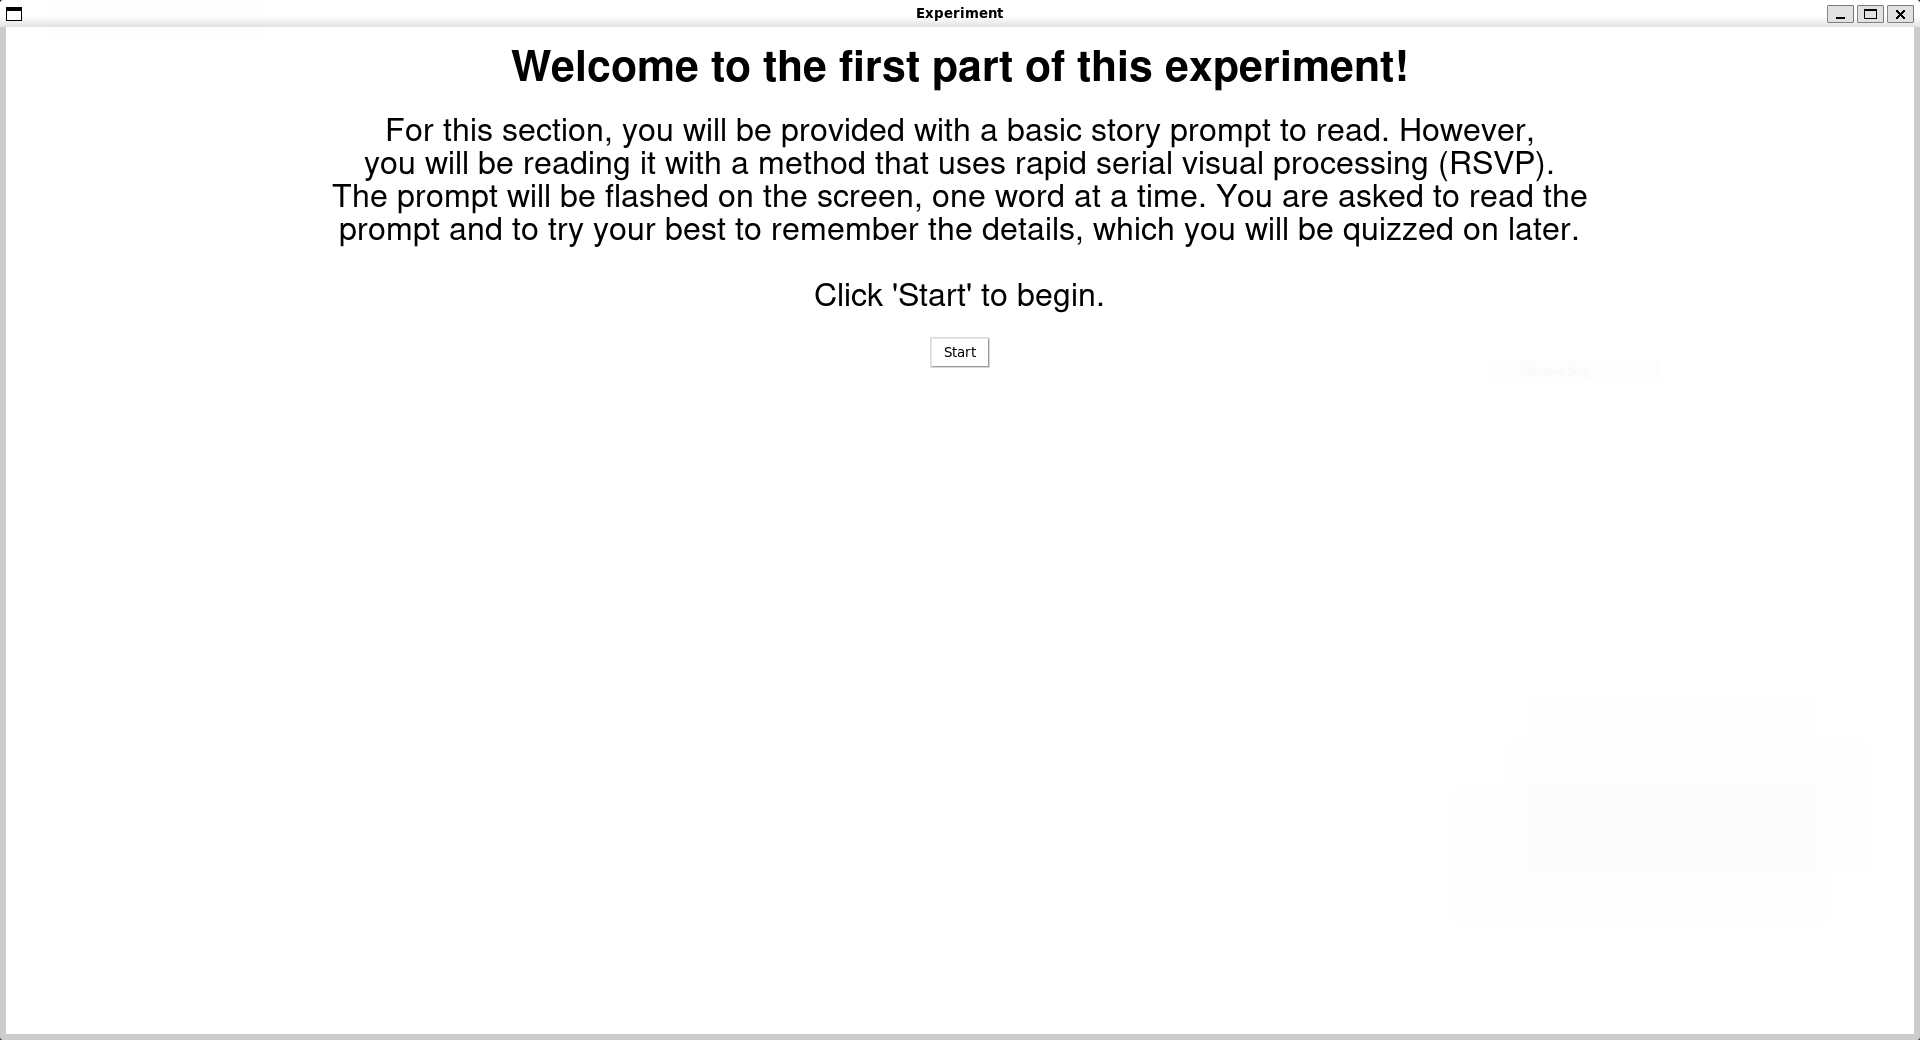 Experiment
Welcome to the first part of this experiment!
For this section, you will be provided with a basic story prompt to read. However,
you will be reading it with a method that uses rapid serial visual processing (RSVP).
The prompt will be flashed on the screen, one word at a time. You are asked to read the
prompt and to try your best to remember the details, which you will be quizzed on later.
Click 'Start' to begin.
Start